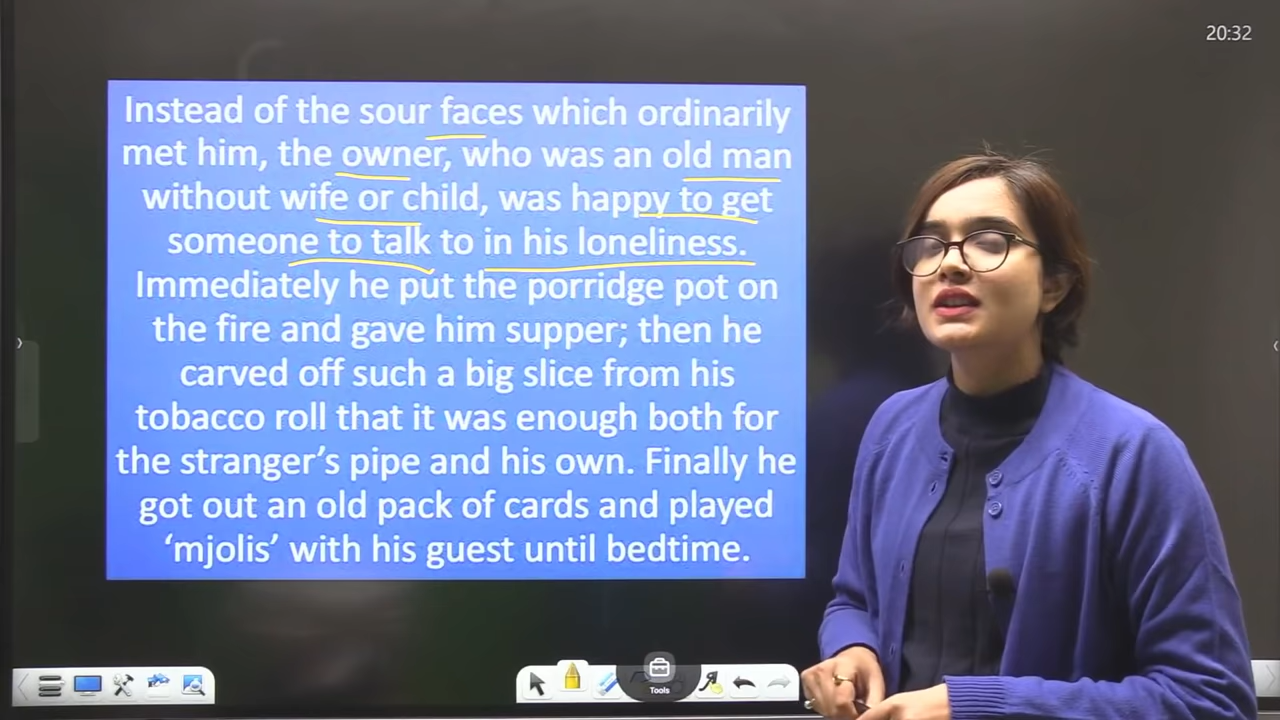 20:32
Instead of the sour faces which ordinarily
met him, the owner, who was an old man
without wife or child, was happy to get
someone to talk to in his loneliness.
Immediately he put the porridge pot on
the fire and gave him supper; then he
carved off such a big slice from his
tobacco roll that it was enough both for
the stranger’s pipe and his own. Finally he
got out an old pack of cards and played
‘mjolis’ with his guest until bedtime.
Tools